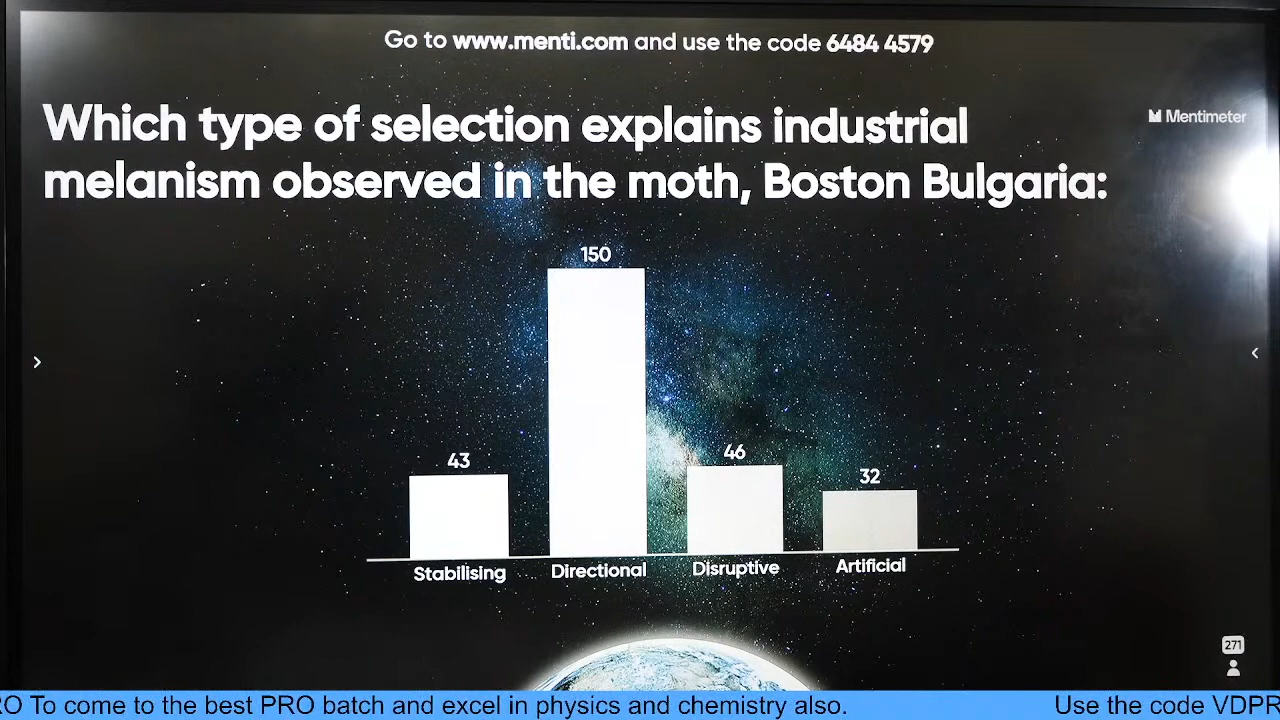 Go to www.menti.com and use the code 6484 4579
Which type of selection explains industrial
melanism observed in the moth, Boston Bulgaria:
Mentimeter
150
43
46
32
Stabilising
Directional
Disruptive
Artificial
271
RO To come to the best PRO batch and excel in physics and chemistry also.
Use the code VDPR